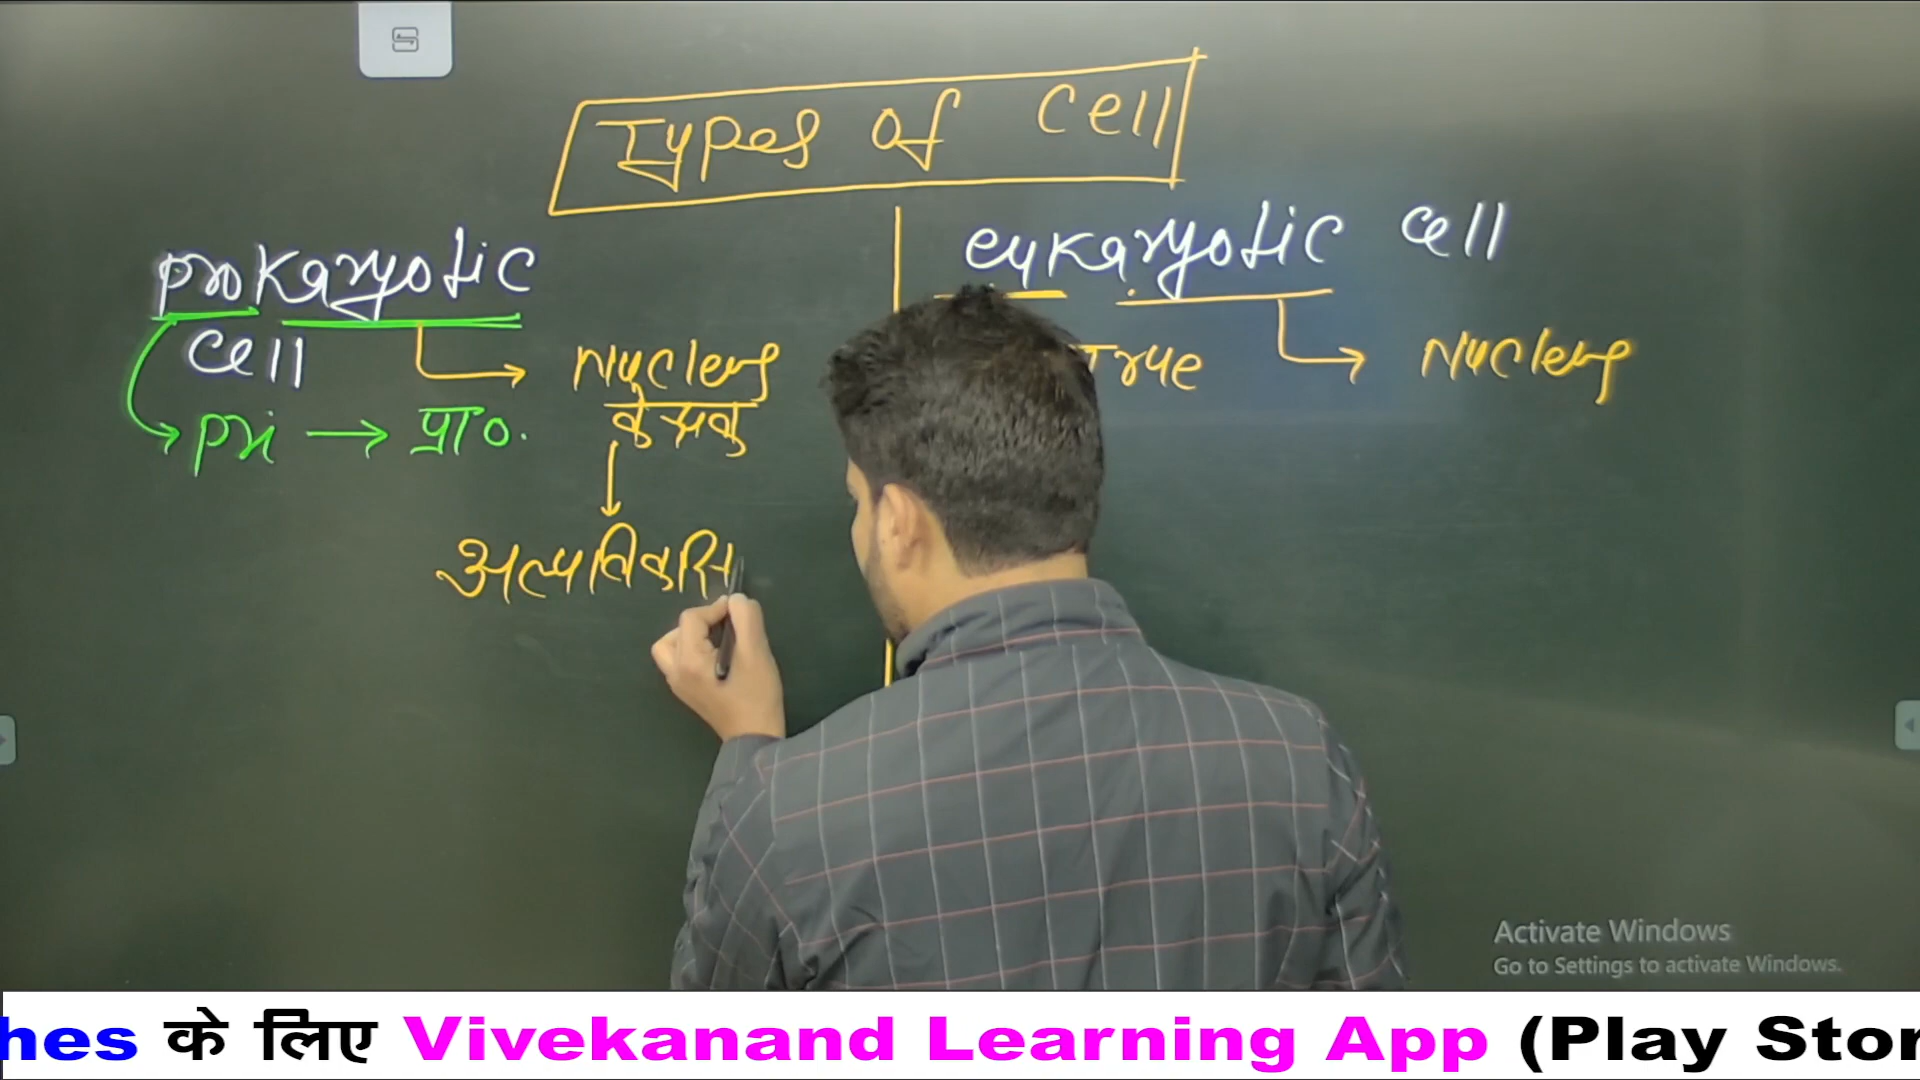 Types of Cell
prokaryotic
Cell
Nucleus
केन्द्रक
pri → प्रा०.
अल्पविकसि
eukaryotic Cell
True
Nucleus
Activate Windows
Go to Settings to activate Windows.
hes के लिए Vivekanand Learning App (Play Stor